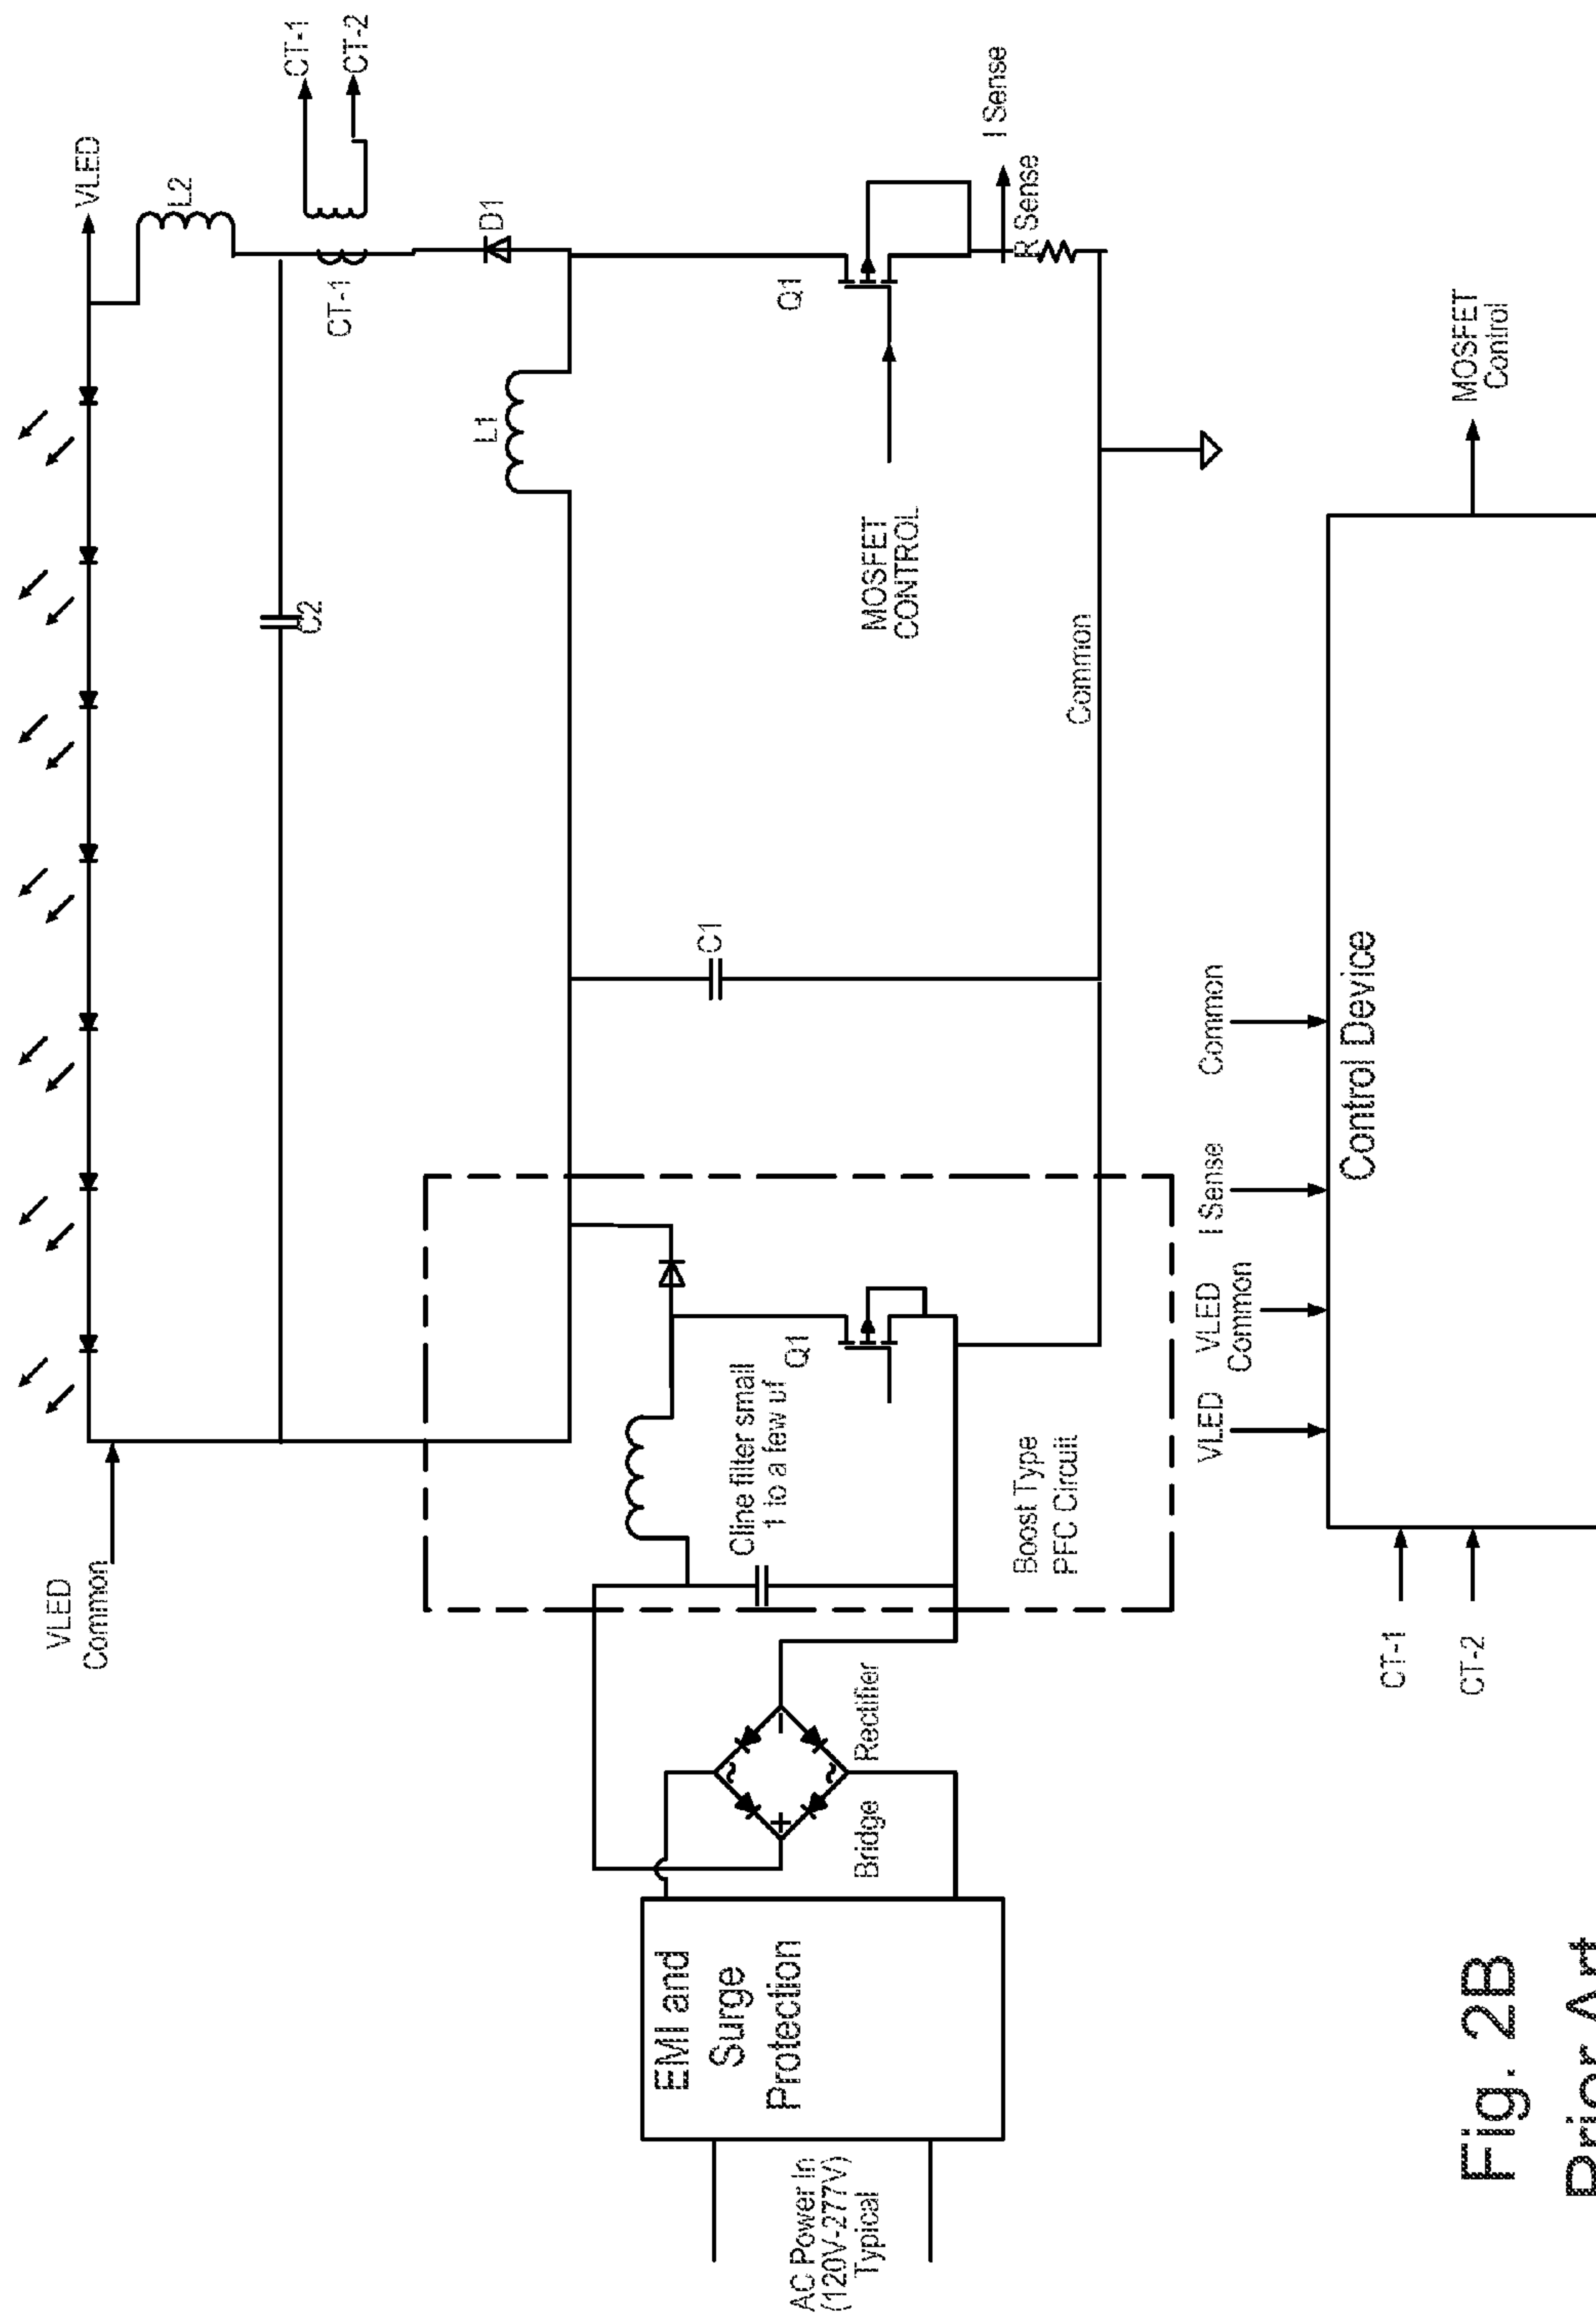 VLED
Common
VLED
L2
CT-1
CT-2
CT-1
C2
D1
L1
C1
Q1
MOSFET
CONTROL
I Sense
R Sense
Common
Cline filter small
1 to a few uf
Q1
Boost Type
PFC Circuit
EMI and
Surge
Protection
AC Power In
(120V-277V)
Typical
Bridge Rectifier
VLED
VLED
Common
I Sense
Common
CT-1
CT-2
Control Device
MOSFET
Control
Fig. 2B
Prior Art